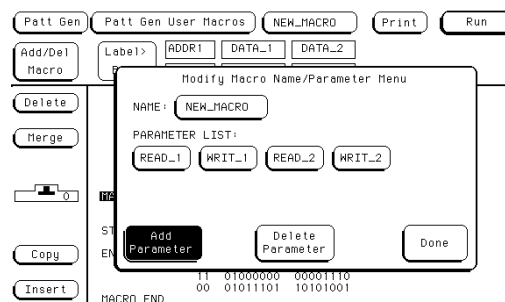 Patt Gen Patt Gen User Macros NEW_MACRO Print Run
Add/Del Macro Label> ADDR1 DATA_1 DATA_2
Modify Macro Name/Parameter Menu
Delete
NAME: NEW_MACRO
Merge
PARAMETER LIST:
READ_1 WRIT_1 READ_2 WRIT_2
0
Add Parameter Delete Parameter Done
Copy
11 01000000 00001110
Insert 00 01011101 10101001
MACRO END